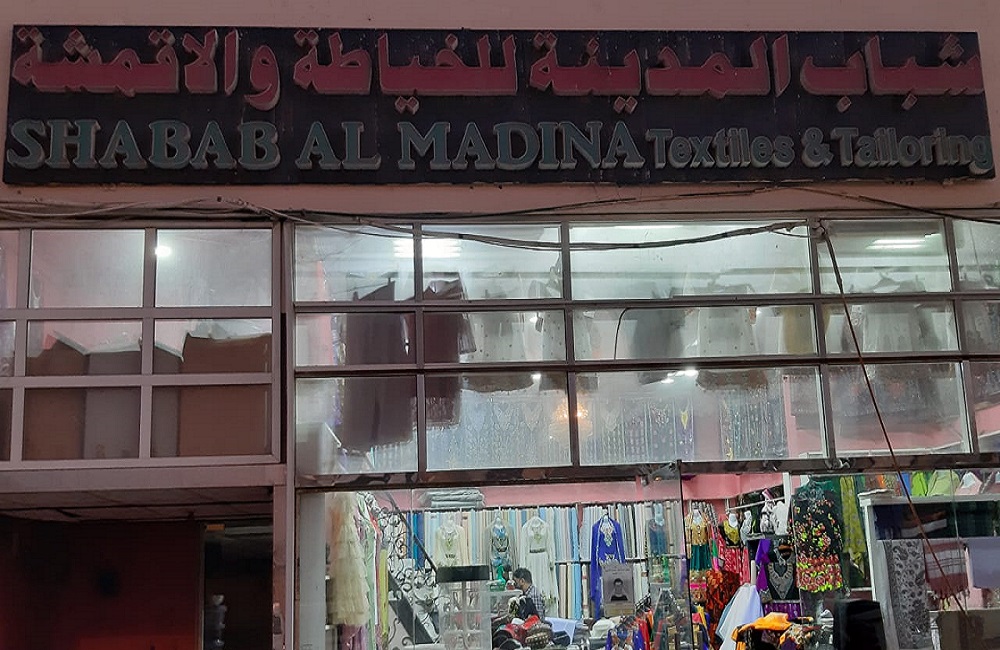 شباب المدينة للخياطة والاقمشة
SHABAB AL MADINA Textiles & Tailoring